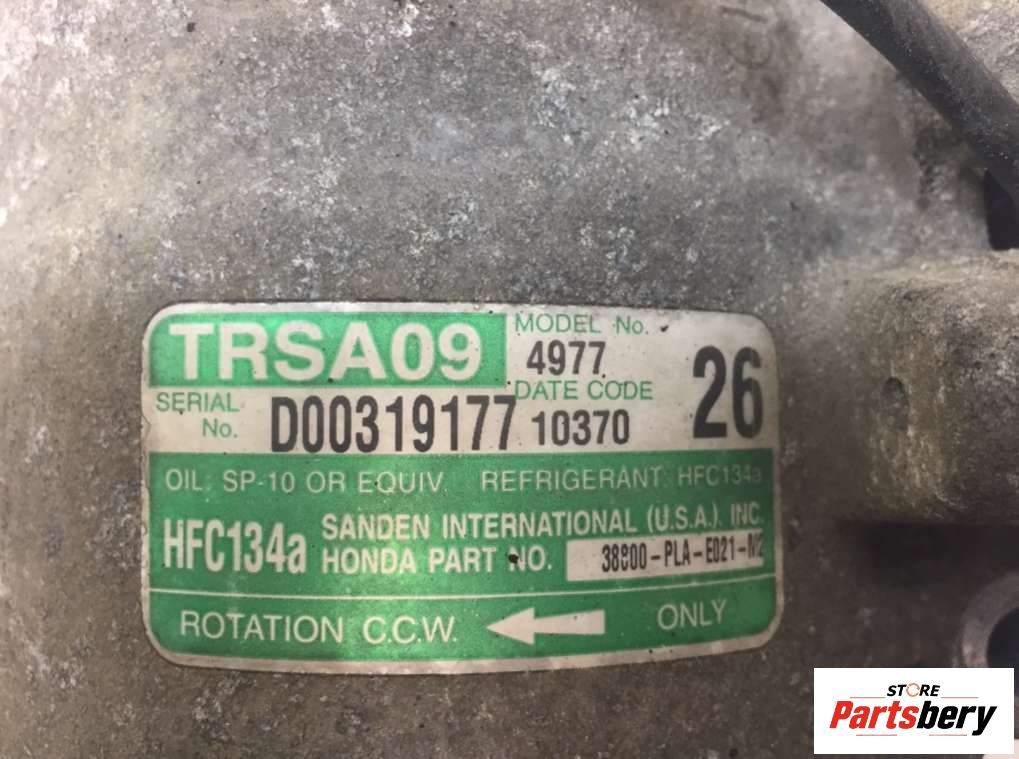 TRSA09
MODEL No.
4977
DATE CODE
26
SERIAL
No.
D00319177
10370
OIL: SP-10 OR EQUIV. REFRIGERANT: HFC134a
HFC134a
SANDEN INTERNATIONAL (U.S.A.). INC.
HONDA PART NO. 38800-PLA-E021-M2
ROTATION C.C.W. ONLY
STORE
Partsbery